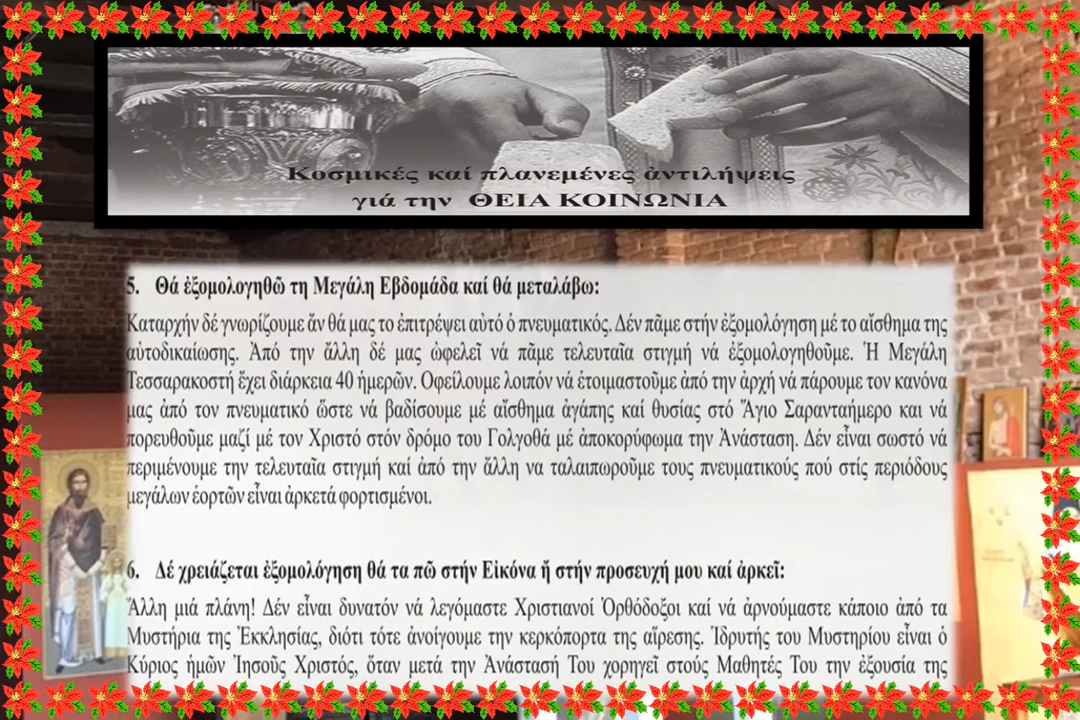 Κοσμικές καί πλανεμένες ἀντιλήψεις
γιά την ΘΕΙΑ ΚΟΙΝΩΝΙΑ
5. Θά ἐξομολογηθῶ τη Μεγάλη Εβδομάδα καί θά μεταλάβω:
Καταρχήν δέ γνωρίζουμε ἄν θά μας το ἐπιτρέψει αὐτό ὁ πνευματικός. Δέν πᾶμε στήν ἐξομολόγηση μέ το αἴσθημα της
αὐτοδικαίωσης. Ἀπό την ἄλλη δέ μας ὠφελεῖ νά πᾶμε τελευταῖα στιγμή νά ἐξομολογηθοῦμε. Ἡ Μεγάλη
Τεσσαρακοστή ἔχει διάρκεια 40 ἡμερῶν. Οφείλουμε λοιπόν νά ἑτοιμαστοῦμε ἀπό την ἀρχή νά πάρουμε τον κανόνα
μας ἀπό τον πνευματικό ὥστε νά βαδίσουμε μέ αἴσθημα ἀγάπης καί θυσίας στό Ἅγιο Σαρανταήμερο και νά
πορευθοῦμε μαζί μέ τον Χριστό στόν δρόμο του Γολγοθά μέ ἀποκορύφωμα την Ἀνάσταση. Δέν εἶναι σωστό νά
περιμένουμε την τελευταῖα στιγμή καί ἀπό την ἄλλη να ταλαιπωροῦμε τους πνευματικούς πού στίς περιόδους
μεγάλων ἑορτῶν εἶναι ἀρκετά φορτισμένοι.
6. Δέ χρειάζεται ἐξομολόγηση θά τα πῶ στήν Εἰκόνα ἤ στήν προσευχή μου καί ἀρκεῖ:
Ἄλλη μιά πλάνη! Δέν εἶναι δυνατόν νά λεγόμαστε Χριστιανοί Ὀρθόδοξοι καί νά ἀρνούμαστε κάποιο ἀπό τα
Μυστήρια της Ἐκκλησίας, διότι τότε ἀνοίγουμε την κερκόπορτα της αἵρεσης. Ἱδρυτής του Μυστηρίου εἶναι ὁ
Κύριος ἡμῶν Ἰησοῦς Χριστός, ὅταν μετά την Ἀνάστασή Του χορηγεῖ στούς Μαθητές Του την ἐξουσία της